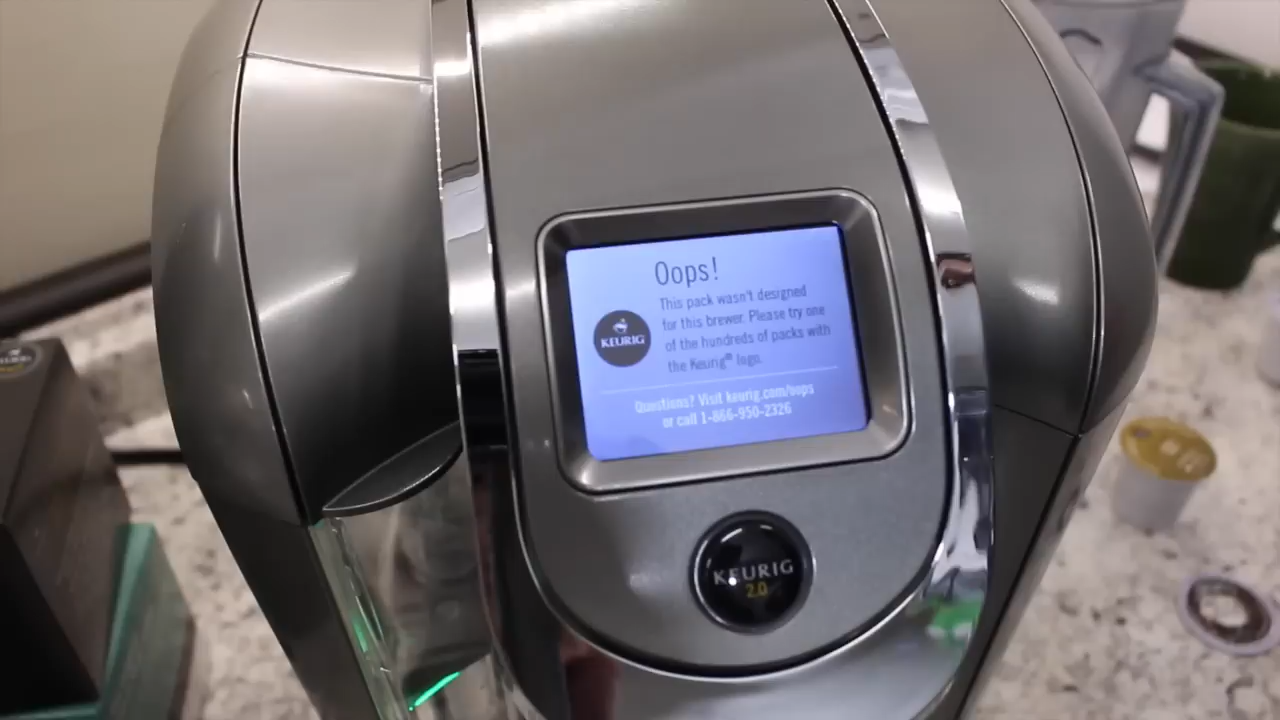 Oops!
This pack wasn't designed
for this brewer. Please try one
of the hundreds of packs with
the Keurig® logo.
KEURIG
Questions? Visit keurig.com/oops
or call 1-866-950-2326
KEURIG
2.0